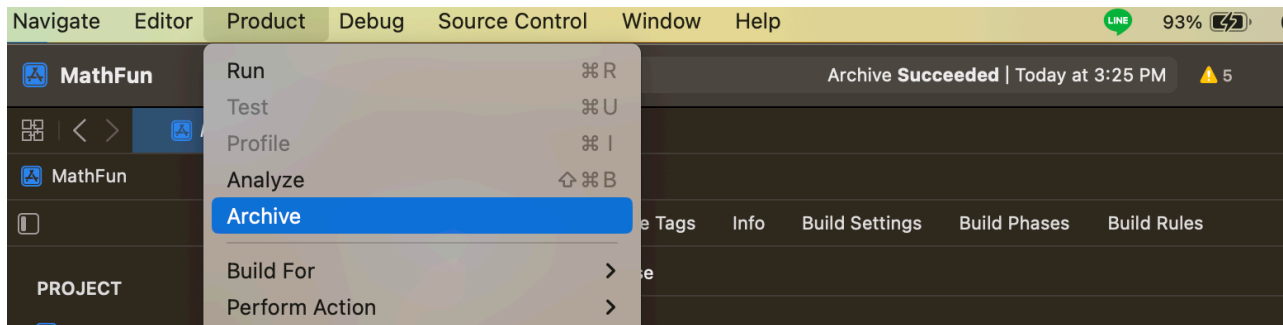 Navigate Editor Product Debug Source Control Window Help LINE 93%
MathFun Archive Succeeded | Today at 3:25 PM 5
Run ⌘R
Test ⌘U
Profile ⌘I
Analyze ⇧⌘B
Archive
Build For
Perform Action
MathFun
e Tags Info Build Settings Build Phases Build Rules
se
PROJECT